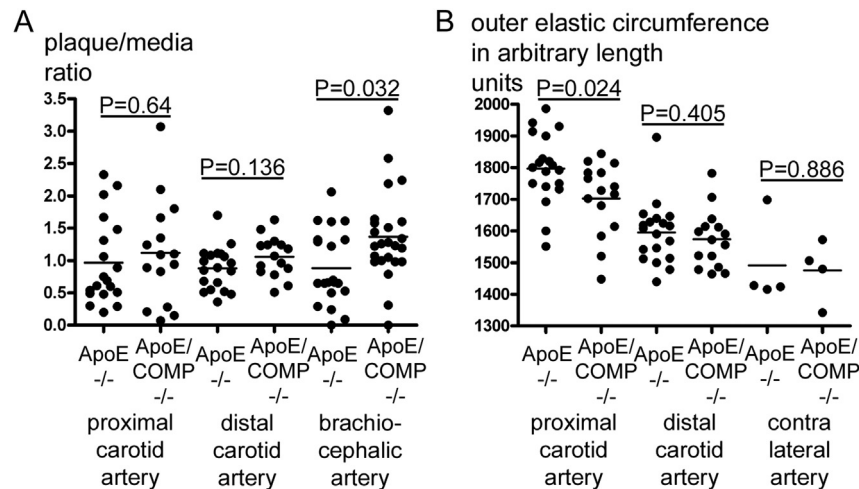 A
plaque/media
ratio
P=0.64
P=0.136
P=0.032
3.5
3.0
2.5
2.0
1.5
1.0
0.5
0.0
ApoE
-/-
ApoE/
COMP
-/-
ApoE
-/-
ApoE/
COMP
-/-
ApoE
-/-
ApoE/
COMP
-/-
proximal
carotid
artery
distal
carotid
artery
brachio-
cephalic
artery
B
outer elastic circumference
in arbitrary length
units
P=0.024
P=0.405
P=0.886
2000
1900
1800
1700
1600
1500
1400
1300
ApoE
-/-
ApoE/
COMP
-/-
ApoE
-/-
ApoE/
COMP
-/-
ApoE
-/-
ApoE/
COMP
-/-
proximal
carotid
artery
distal
carotid
artery
contra
lateral
artery